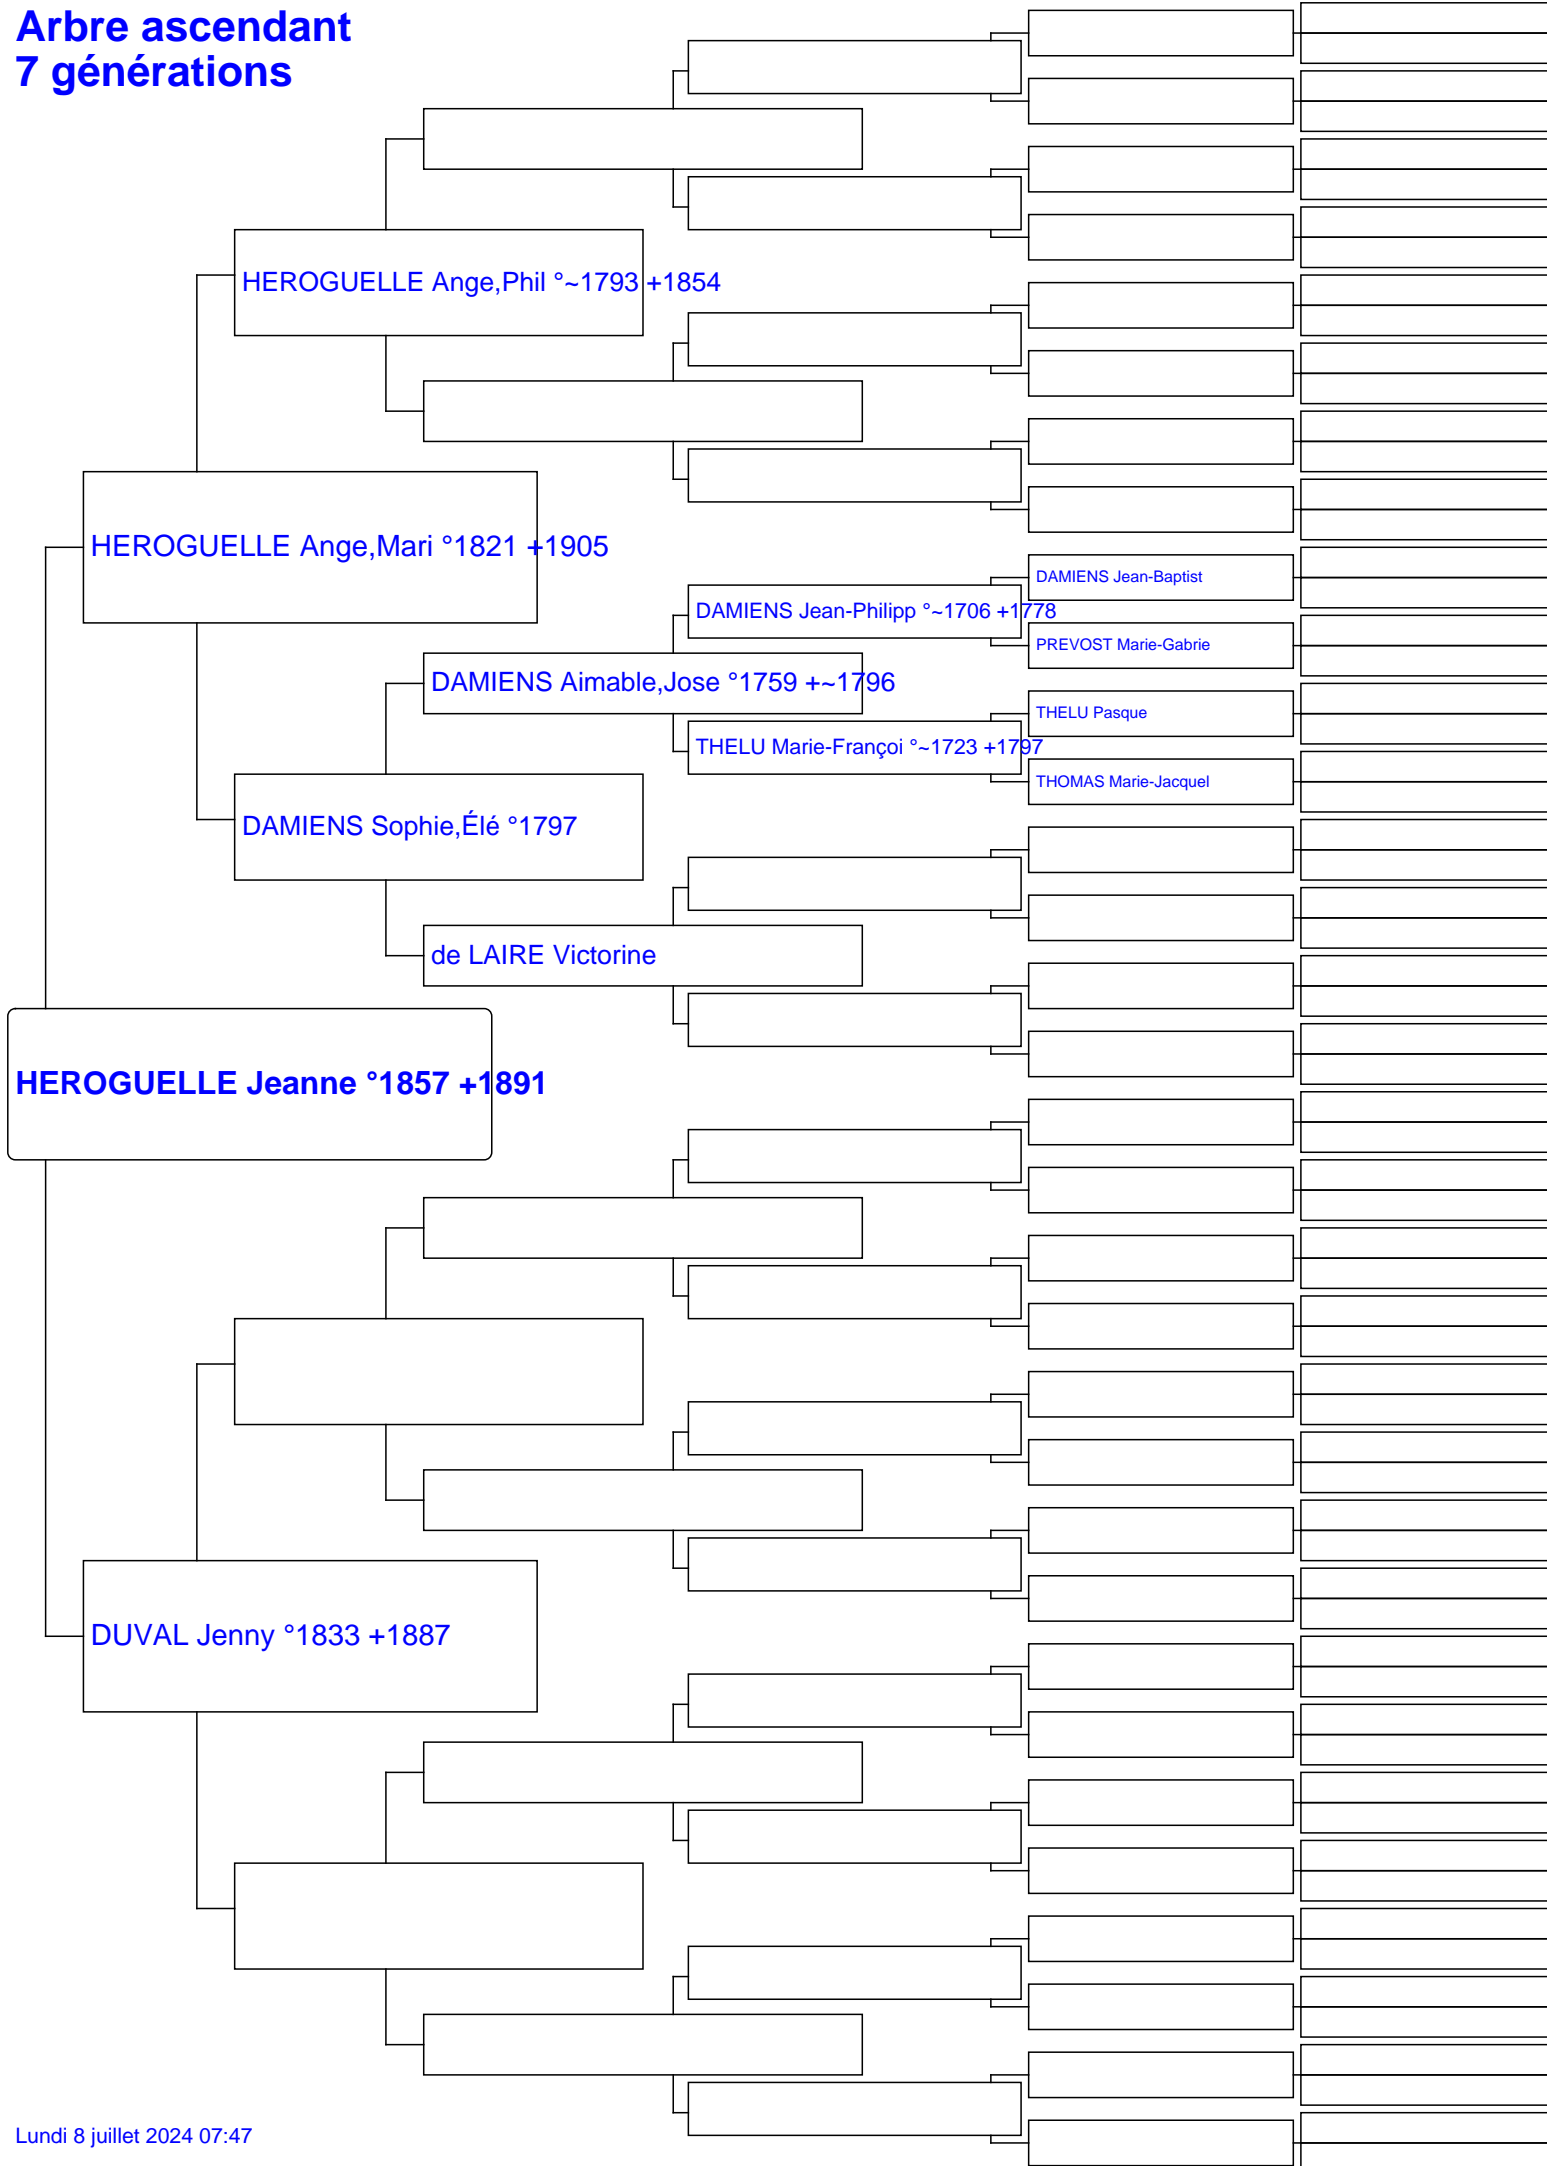 Arbre ascendant
7 générations
HEROGUELLE Ange,Phil °~1793 +1854
HEROGUELLE Ange,Mari °1821 +1905
DAMIENS Jean-Baptist
DAMIENS Jean-Philipp °~1706 +1778
PREVOST Marie-Gabrie
DAMIENS Aimable,Jose °1759 +~1796
THELU Pasque
THELU Marie-Françoi °~1723 +1797
THOMAS Marie-Jacquel
DAMIENS Sophie,Élé °1797
de LAIRE Victorine
HEROGUELLE Jeanne °1857 +1891
DUVAL Jenny °1833 +1887
Lundi 8 juillet 2024 07:47